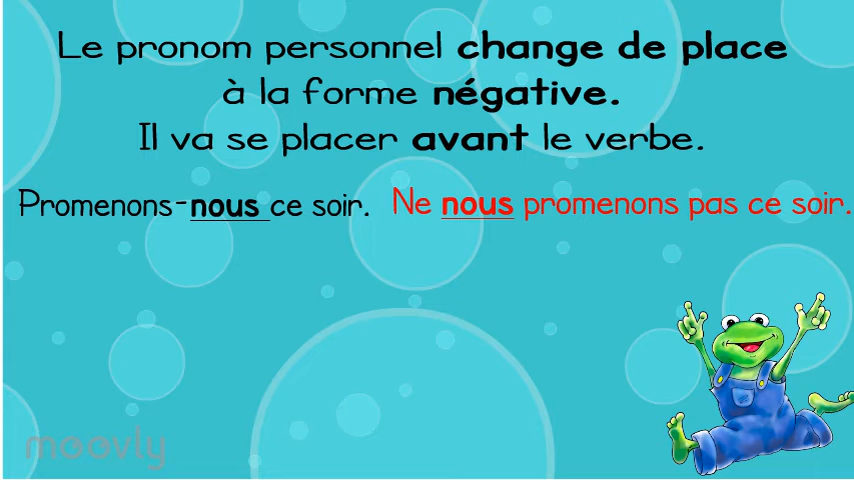 Le pronom personnel change de place
à la forme négative.
Il va se placer avant le verbe.
Promenons-nous ce soir. Ne nous promenons pas ce soir.
moovly